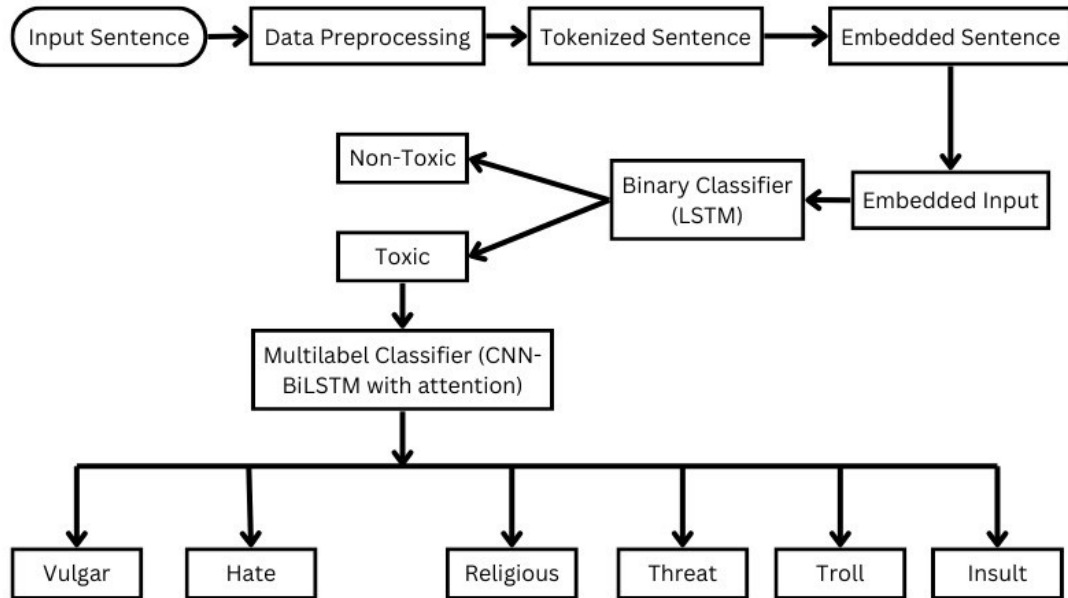 Input Sentence
Data Preprocessing
Tokenized Sentence
Embedded Sentence
Non-Toxic
Binary Classifier
(LSTM)
Embedded Input
Toxic
Multilabel Classifier (CNN-
BiLSTM with attention)
Vulgar
Hate
Religious
Threat
Troll
Insult